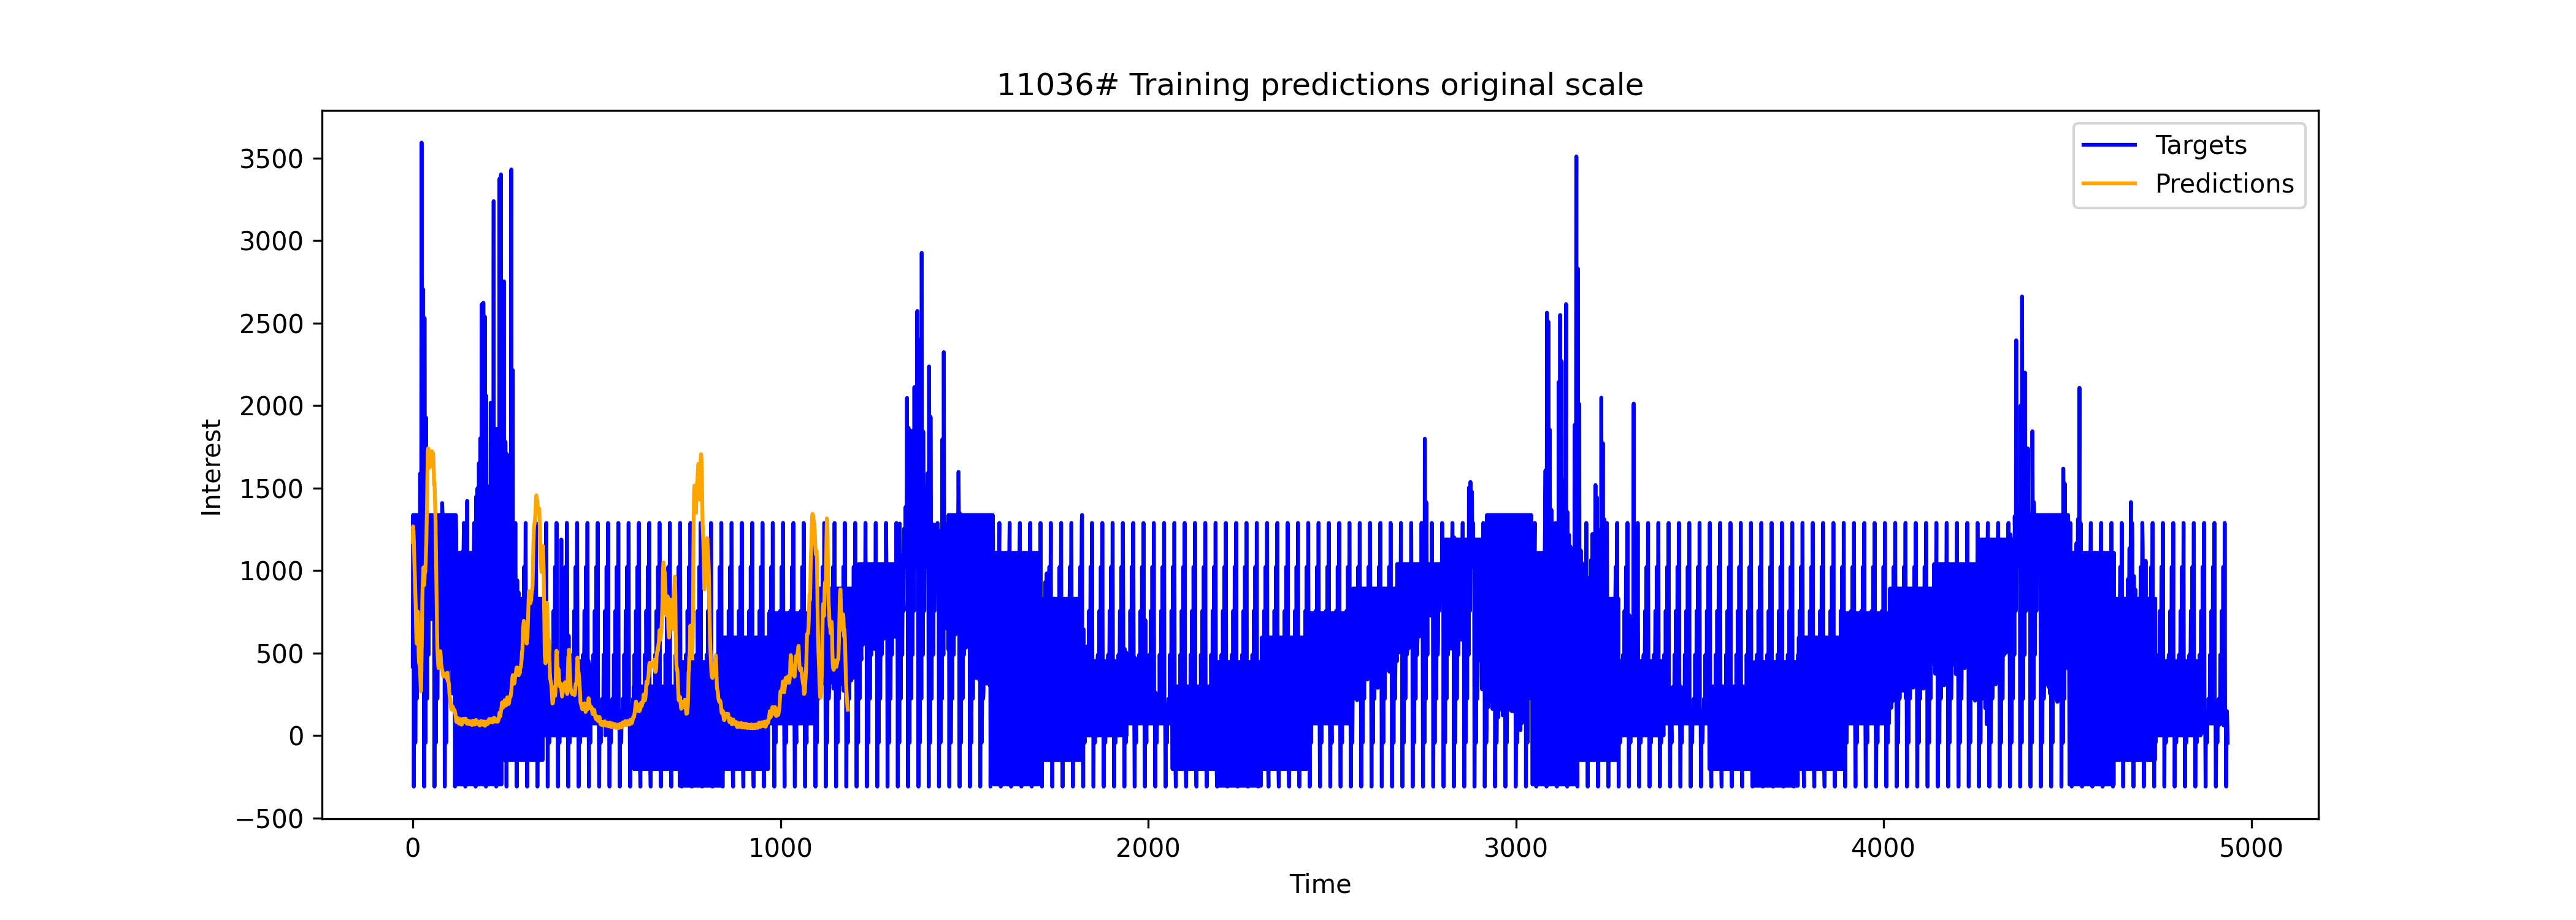 11036# Training predictions original scale
Targets
Predictions
Interest
3500
3000
2500
2000
1500
1000
500
0
−500
0 1000 2000 3000 4000 5000
Time